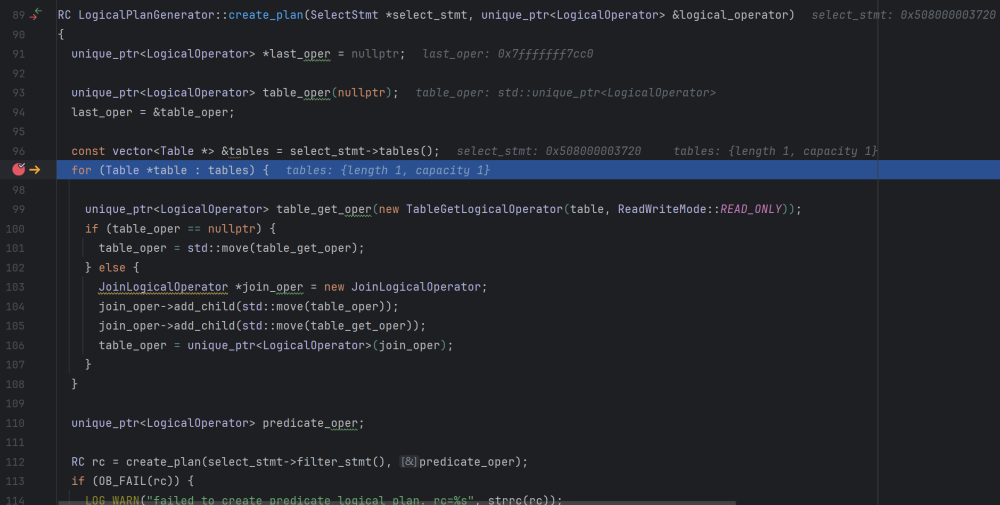 89 RC LogicalPlanGenerator::create_plan(SelectStmt *select_stmt, unique_ptr<LogicalOperator> &logical_operator)   select_stmt: 0x508000003720
90 {
91   unique_ptr<LogicalOperator> *last_oper = nullptr;   last_oper: 0x7fffffff7cc0
92
93   unique_ptr<LogicalOperator> table_oper(nullptr);   table_oper: std::unique_ptr<LogicalOperator>
94   last_oper = &table_oper;
95
96   const vector<Table *> &tables = select_stmt->tables();   select_stmt: 0x508000003720   tables: {length 1, capacity 1}
for (Table *table : tables) {   tables: {length 1, capacity 1}
98
99     unique_ptr<LogicalOperator> table_get_oper(new TableGetLogicalOperator(table, ReadWriteMode::READ_ONLY));
100     if (table_oper == nullptr) {
101       table_oper = std::move(table_get_oper);
102     } else {
103       JoinLogicalOperator *join_oper = new JoinLogicalOperator;
104       join_oper->add_child(std::move(table_oper));
105       join_oper->add_child(std::move(table_get_oper));
106       table_oper = unique_ptr<LogicalOperator>(join_oper);
107     }
108   }
109
110   unique_ptr<LogicalOperator> predicate_oper;
111
112   RC rc = create_plan(select_stmt->filter_stmt(), [&]predicate_oper);
113   if (OB_FAIL(rc)) {
114     LOG_WARN("failed to create predicate logical plan. rc=%s", strrc(rc));